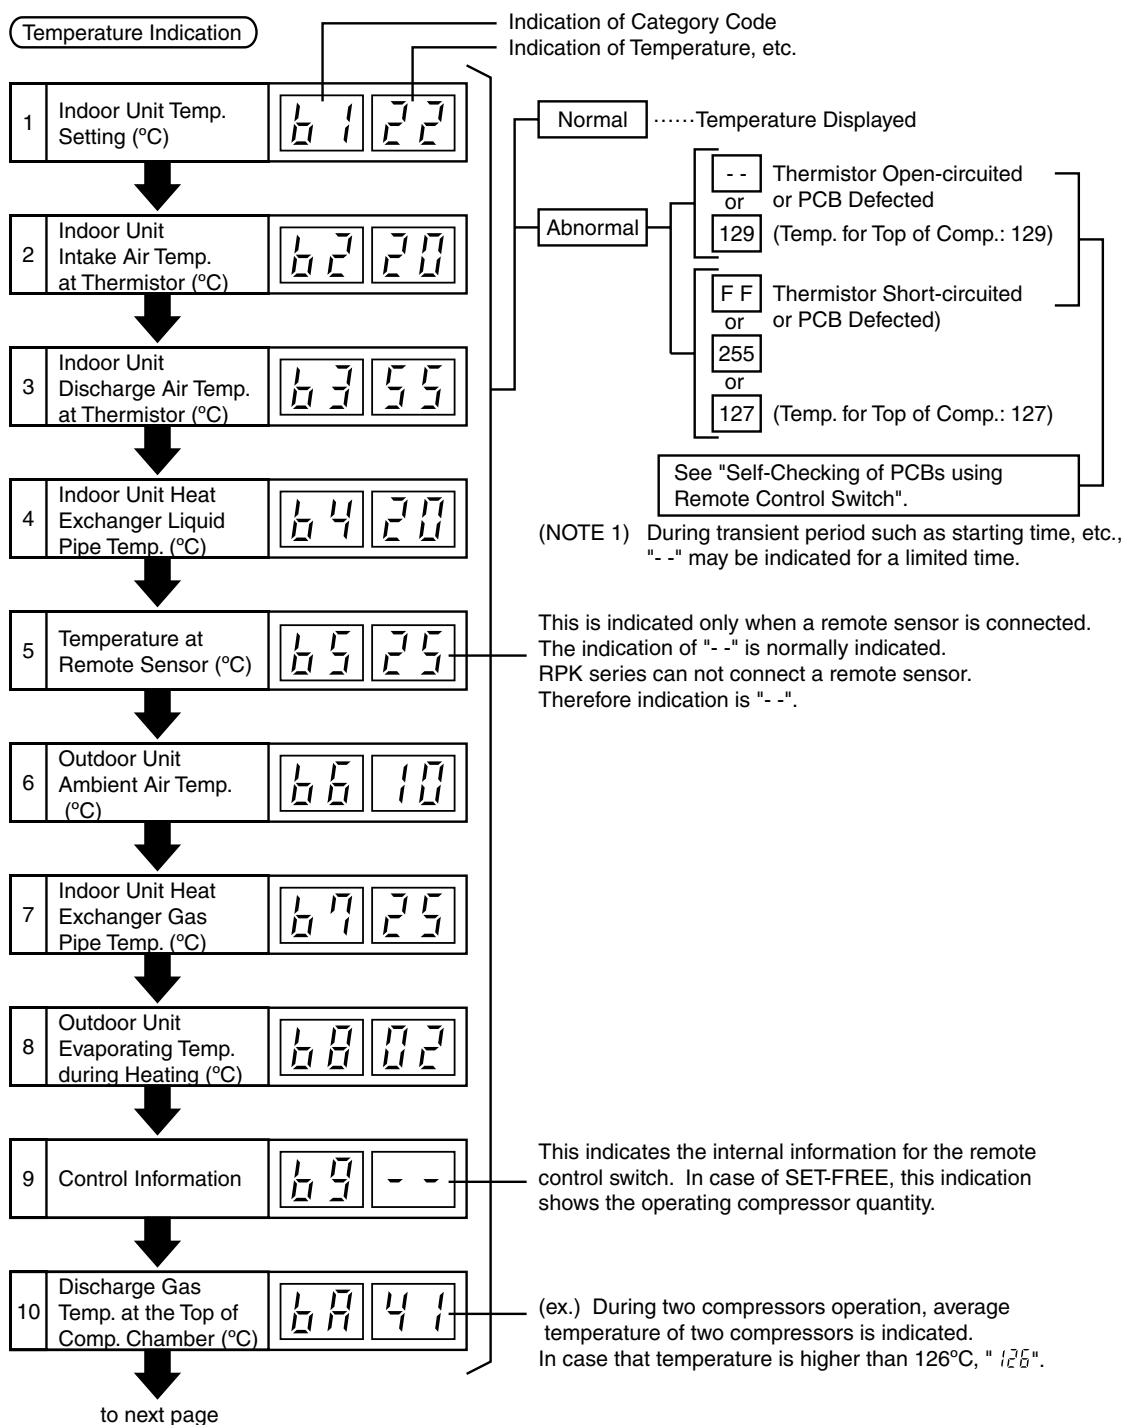 Temperature Indication
Indication of Category Code
Indication of Temperature, etc.
1
Indoor Unit Temp.
Setting (ºC)
b1 22
Normal ······Temperature Displayed
Abnormal
- - Thermistor Open-circuited
or or PCB Defected
129 (Temp. for Top of Comp.: 129)
F F Thermistor Short-circuited
or or PCB Defected)
255
or
127 (Temp. for Top of Comp.: 127)
See "Self-Checking of PCBs using
Remote Control Switch".
(NOTE 1) During transient period such as starting time, etc.,
"- -" may be indicated for a limited time.
2
Indoor Unit
Intake Air Temp.
at Thermistor (ºC)
b2 20
3
Indoor Unit
Discharge Air Temp.
at Thermistor (ºC)
b3 55
4
Indoor Unit Heat
Exchanger Liquid
Pipe Temp. (ºC)
b4 20
5
Temperature at
Remote Sensor (ºC)
b5 25
This is indicated only when a remote sensor is connected.
The indication of "- -" is normally indicated.
RPK series can not connect a remote sensor.
Therefore indication is "- -".
6
Outdoor Unit
Ambient Air Temp.
(ºC)
b6 10
7
Indoor Unit Heat
Exchanger Gas
Pipe Temp. (ºC)
b7 25
8
Outdoor Unit
Evaporating Temp.
during Heating (ºC)
b8 02
9
Control Information
b9 - -
This indicates the internal information for the remote
control switch. In case of SET-FREE, this indication
shows the operating compressor quantity.
10
Discharge Gas
Temp. at the Top of
Comp. Chamber (ºC)
bA 41
(ex.) During two compressors operation, average
temperature of two compressors is indicated.
In case that temperature is higher than 126ºC, " 126".
to next page